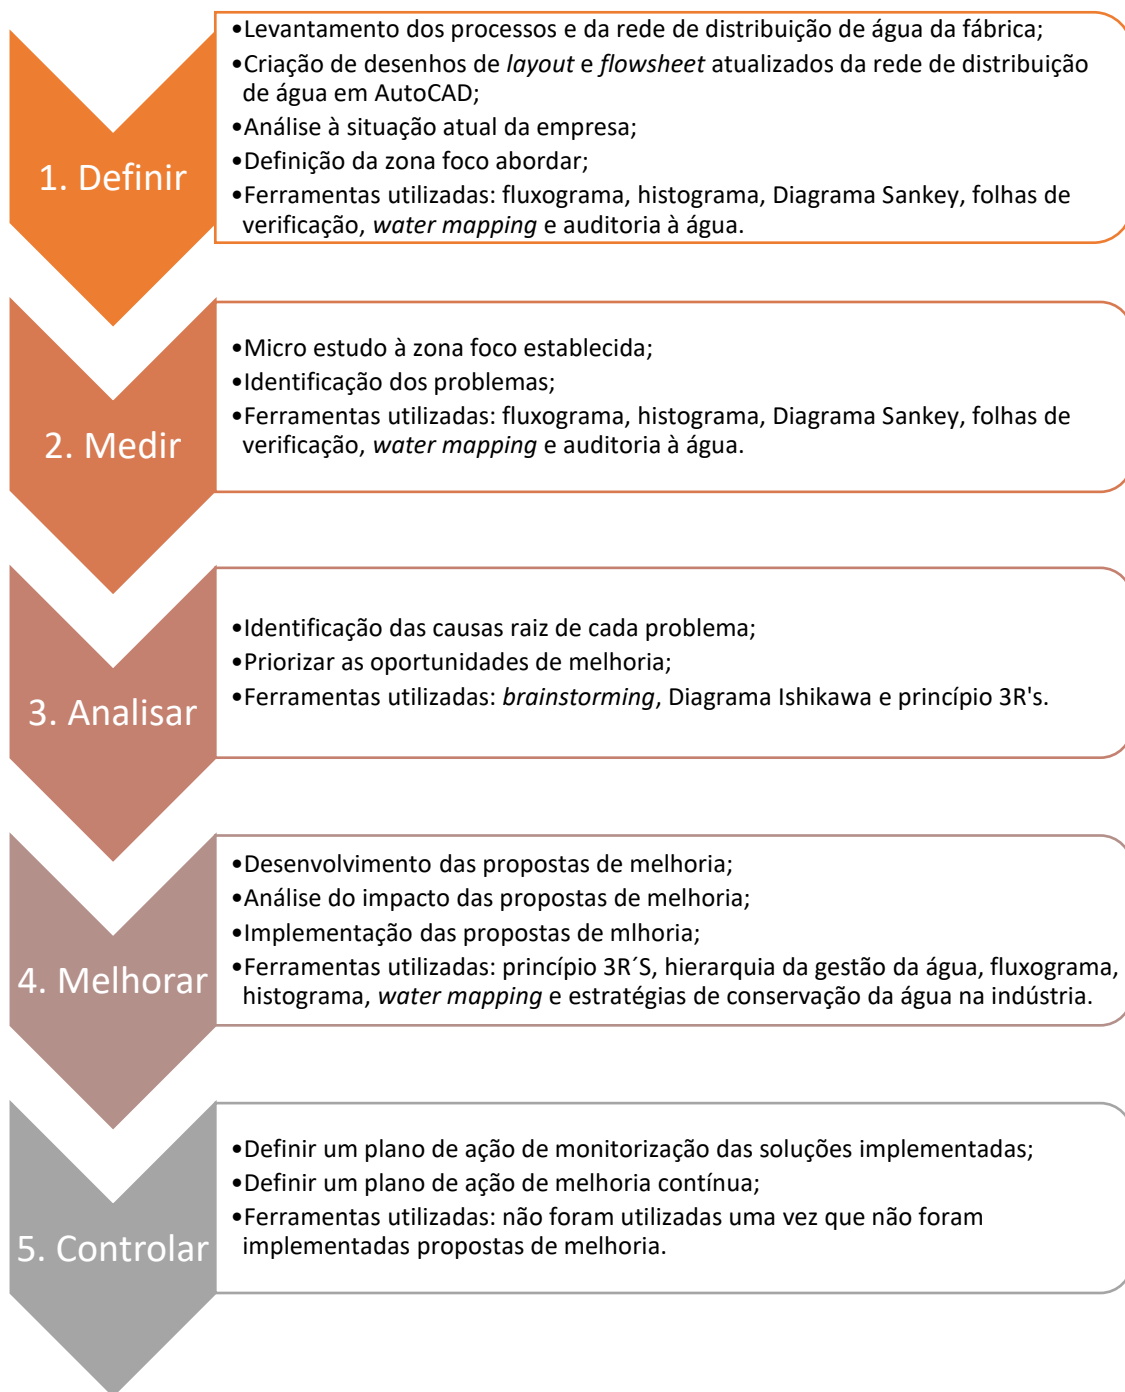 1. Definir
•Levantamento dos processos e da rede de distribuição de água da fábrica;
•Criação de desenhos de layout e flowsheet atualizados da rede de distribuição
de água em AutoCAD;
•Análise à situação atual da empresa;
•Definição da zona foco abordar;
•Ferramentas utilizadas: fluxograma, histograma, Diagrama Sankey, folhas de
verificação, water mapping e auditoria à água.
2. Medir
•Micro estudo à zona foco establecida;
•Identificação dos problemas;
•Ferramentas utilizadas: fluxograma, histograma, Diagrama Sankey, folhas de
verificação, water mapping e auditoria à água.
3. Analisar
•Identificação das causas raiz de cada problema;
•Priorizar as oportunidades de melhoria;
•Ferramentas utilizadas: brainstorming, Diagrama Ishikawa e princípio 3R's.
4. Melhorar
•Desenvolvimento das propostas de melhoria;
•Análise do impacto das propostas de melhoria;
•Implementação das propostas de mlhoria;
•Ferramentas utilizadas: princípio 3R´S, hierarquia da gestão da água, fluxograma,
histograma, water mapping e estratégias de conservação da água na indústria.
5. Controlar
•Definir um plano de ação de monitorização das soluções implementadas;
•Definir um plano de ação de melhoria contínua;
•Ferramentas utilizadas: não foram utilizadas uma vez que não foram
implementadas propostas de melhoria.